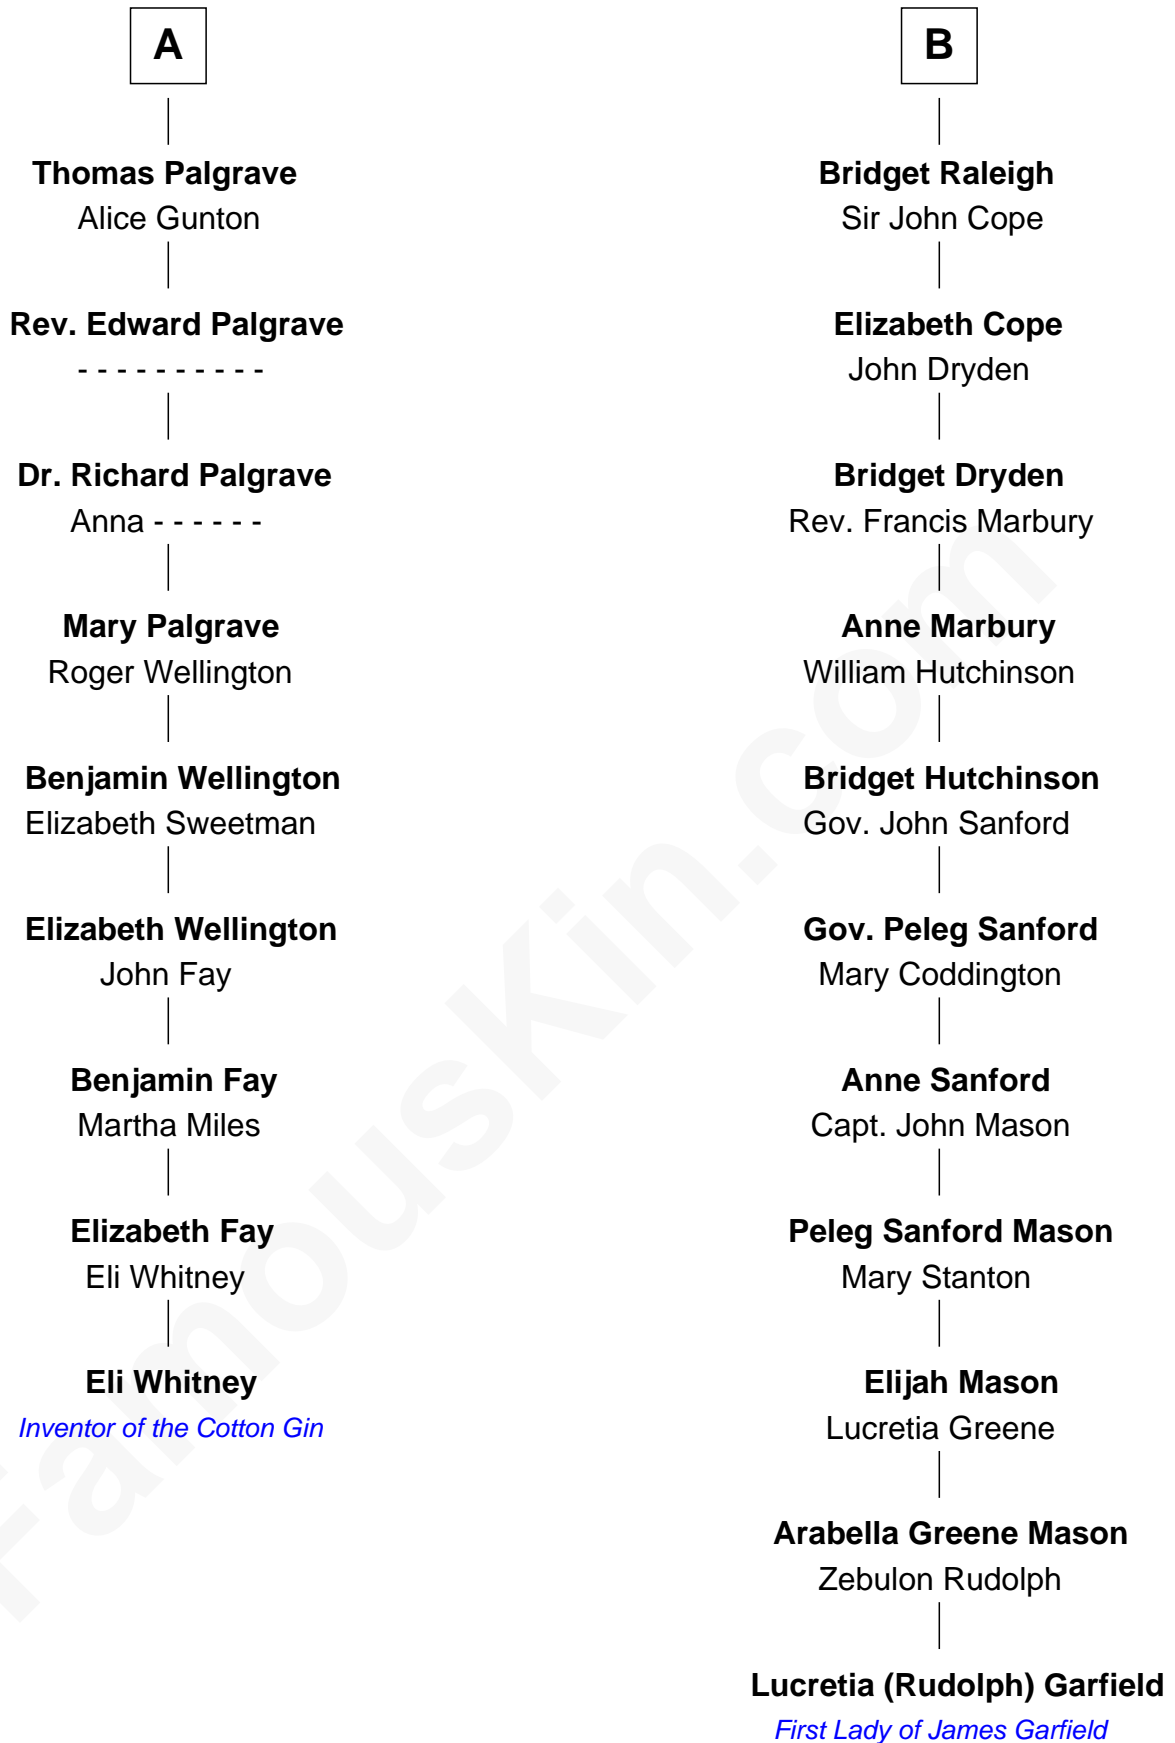 A
Thomas Palgrave
Alice Gunton
Rev. Edward Palgrave
- - - - - - - - - -
Dr. Richard Palgrave
Anna - - - - - -
Mary Palgrave
Roger Wellington
Benjamin Wellington
Elizabeth Sweetman
Elizabeth Wellington
John Fay
Benjamin Fay
Martha Miles
Elizabeth Fay
Eli Whitney
Eli Whitney
Inventor of the Cotton Gin
B
Bridget Raleigh
Sir John Cope
Elizabeth Cope
John Dryden
Bridget Dryden
Rev. Francis Marbury
Anne Marbury
William Hutchinson
Bridget Hutchinson
Gov. John Sanford
Gov. Peleg Sanford
Mary Coddington
Anne Sanford
Capt. John Mason
Peleg Sanford Mason
Mary Stanton
Elijah Mason
Lucretia Greene
Arabella Greene Mason
Zebulon Rudolph
Lucretia (Rudolph) Garfield
First Lady of James Garfield
FamousKin.com